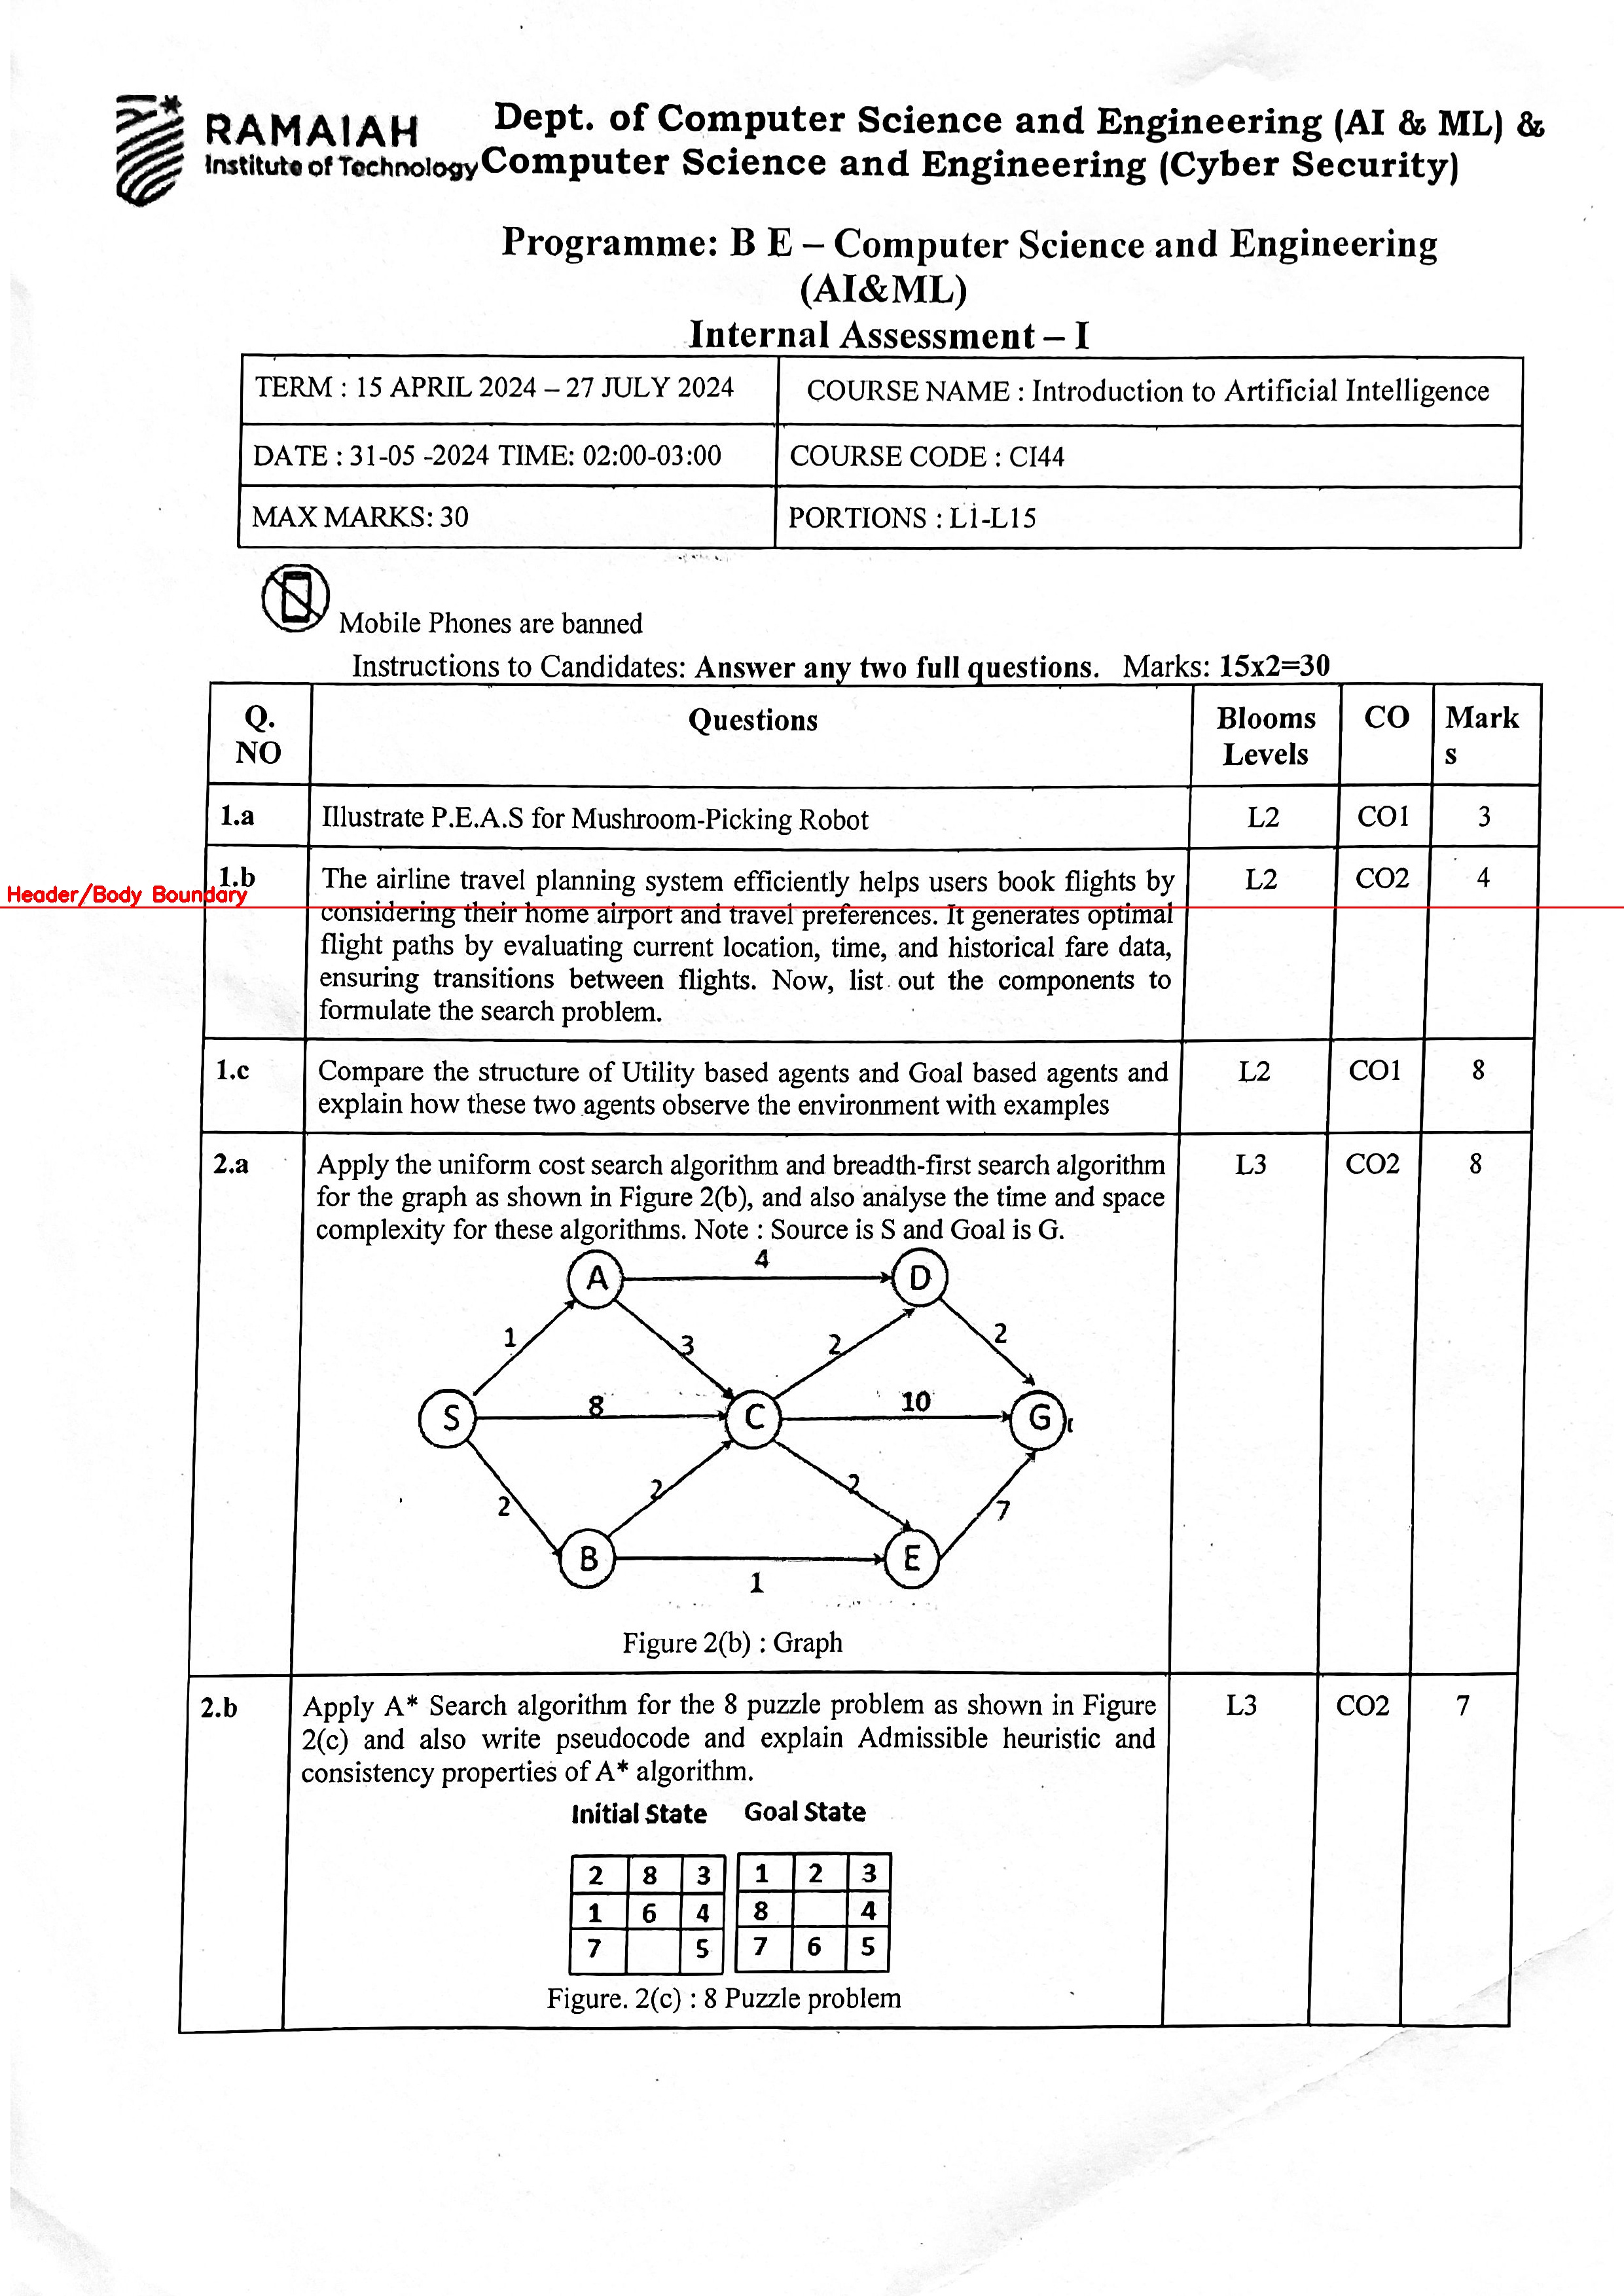 RAMAIAH
Institute of Technology
Dept. of Computer Science and Engineering (AI & ML) &
Computer Science and Engineering (Cyber Security)
Programme: B E – Computer Science and Engineering
(AI&ML)
Internal Assessment – I
TERM : 15 APRIL 2024 – 27 JULY 2024
COURSE NAME : Introduction to Artificial Intelligence
DATE : 31-05 -2024 TIME: 02:00-03:00
COURSE CODE : CI44
MAX MARKS: 30
PORTIONS : L1-L15
Mobile Phones are banned
Instructions to Candidates: Answer any two full questions. Marks: 15x2=30
Q.
NO
Questions
Blooms
Levels
CO
Mark
s
1.a
Illustrate P.E.A.S for Mushroom-Picking Robot
L2
CO1
3
Header/Body Boundary
1.b
The airline travel planning system efficiently helps users book flights by
considering their home airport and travel preferences. It generates optimal
flight paths by evaluating current location, time, and historical fare data,
ensuring transitions between flights. Now, list out the components to
formulate the search problem.
L2
CO2
4
1.c
Compare the structure of Utility based agents and Goal based agents and
explain how these two agents observe the environment with examples
L2
CO1
8
2.a
Apply the uniform cost search algorithm and breadth-first search algorithm
for the graph as shown in Figure 2(b), and also analyse the time and space
complexity for these algorithms. Note : Source is S and Goal is G.
L3
CO2
8
4
A
D
1
3
2
2
8
10
S
C
G
2
2
2
7
B
E
1
Figure 2(b) : Graph
2.b
Apply A* Search algorithm for the 8 puzzle problem as shown in Figure
2(c) and also write pseudocode and explain Admissible heuristic and
consistency properties of A* algorithm.
L3
CO2
7
Initial State
Goal State
2 8 3
1 2 3
1 6 4
8 4
7 5
7 6 5
Figure. 2(c) : 8 Puzzle problem